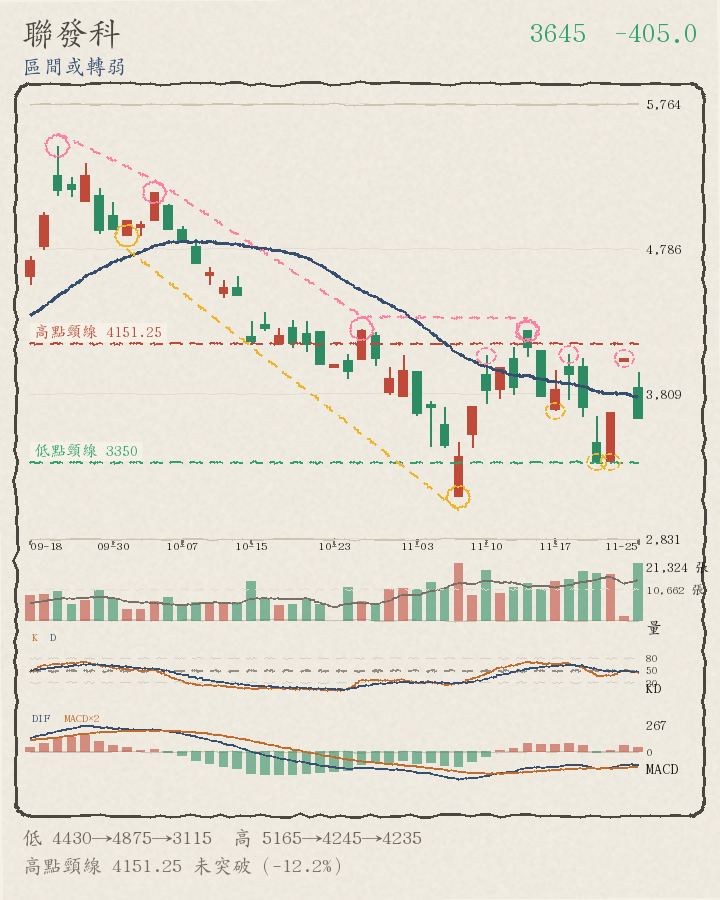 聯發科
3645 -405.0
區間或轉弱
5,764
4,786
高點頸線 4151.25
3,809
低點頸線 3350
2,831
09-18 09-30 10-07 10-15 10-23 11-03 11-10 11-17 11-25
21,324 張
10,662 張
量
K D
80
50
20
KD
DIF MACD×2
267
0
MACD
低 4430→4875→3115 高 5165→4245→4235
高點頸線 4151.25 未突破 (-12.2%)